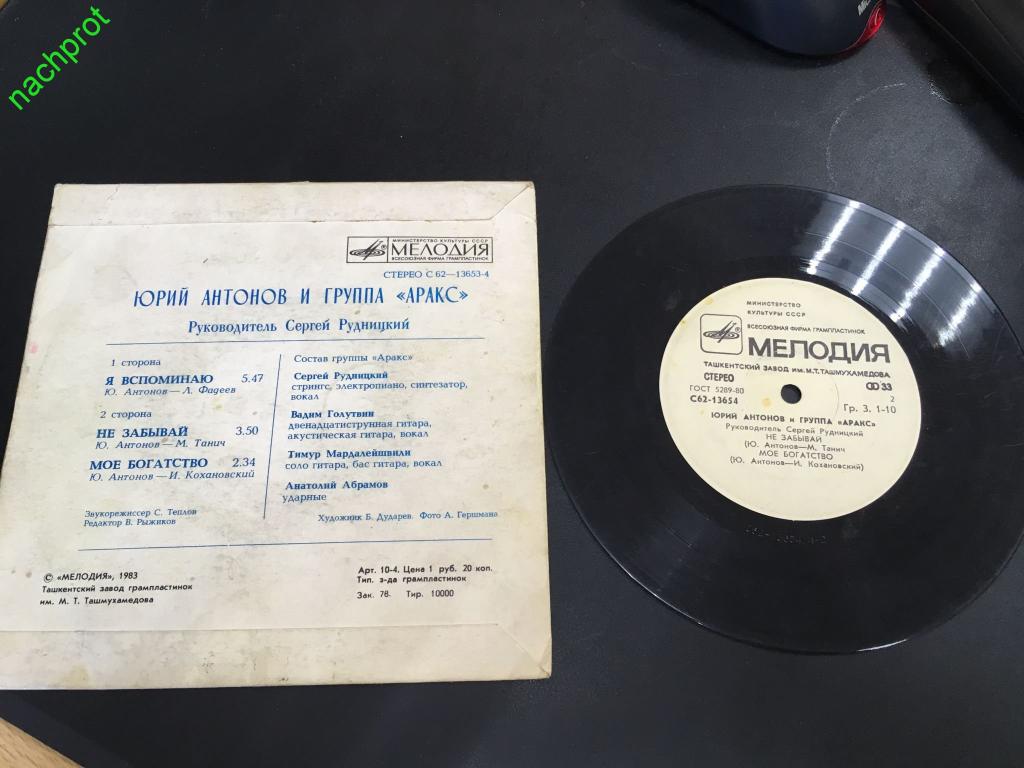 nachprot
МИНИСТЕРСТВО КУЛЬТУРЫ СССР
МЕЛОДИЯ
ВСЕСОЮЗНАЯ ФИРМА ГРАМПЛАСТИНОК
СТЕРЕО С 62—13653-4
ЮРИЙ АНТОНОВ И ГРУППА «АРАКС»
Руководитель Сергей Рудницкий
1 сторона
Я ВСПОМИНАЮ 5.47
Ю. Антонов — Л. Фадеев
2 сторона
НЕ ЗАБЫВАЙ 3.50
Ю. Антонов — М. Танич
МОЕ БОГАТСТВО 2.34
Ю. Антонов — И. Кохановский
Звукорежиссер С. Теплов
Редактор В. Рыжиков
Состав группы «Аракс»
Сергей Рудницкий
стрингс, электропиано, синтезатор,
вокал
Вадим Голутвин
двенадцатиструнная гитара,
акустическая гитара, вокал
Тимур Мардалейшвили
соло гитара, бас гитара, вокал
Анатолий Абрамов
ударные
Художник Б. Дударев. Фото А. Гершмана
© «МЕЛОДИЯ», 1983
Ташкентский завод грампластинок
им. М. Т. Ташмухамедова
Арт. 10-4. Цена 1 руб. 20 коп.
Тип. з-да грампластинок
Зак. 78. Тир. 10000
МИНИСТЕРСТВО
КУЛЬТУРЫ СССР
ВСЕСОЮЗНАЯ ФИРМА ГРАМПЛАСТИНОК
МЕЛОДИЯ
ТАШКЕНТСКИЙ ЗАВОД ИМ. М.Т. ТАШМУХАМЕДОВА
СТЕРЕО 33
ГОСТ 5289-80 2
С62-13654 Гр. 3. 1-10
ЮРИЙ АНТОНОВ и ГРУППА «АРАКС»
Руководитель Сергей Рудницкий
НЕ ЗАБЫВАЙ
(Ю. Антонов—М. Танич
МОЕ БОГАТСТВО
(Ю. Антонов—И. Кохановский)